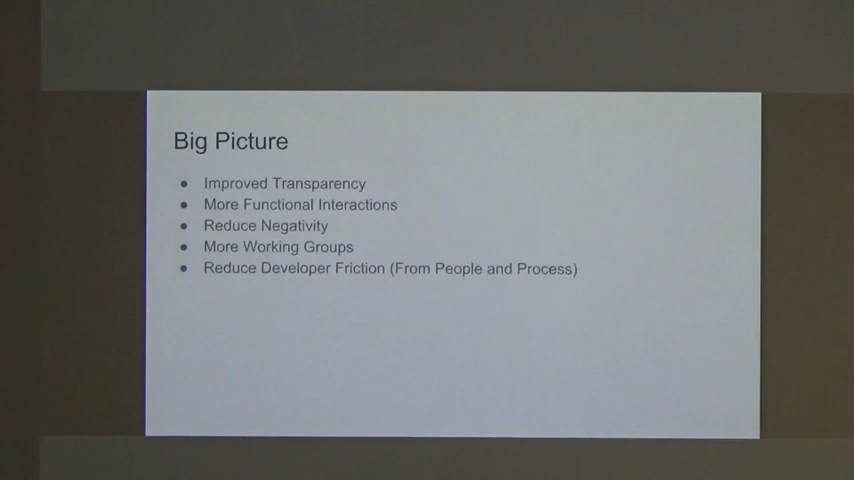 Big Picture
● Improved Transparency
● More Functional Interactions
● Reduce Negativity
● More Working Groups
● Reduce Developer Friction (From People and Process)